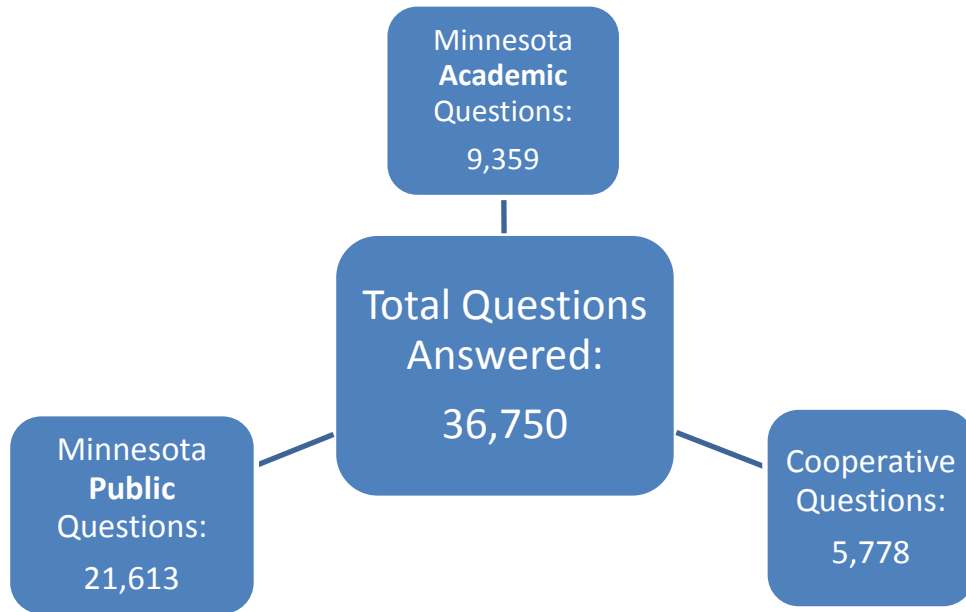 Minnesota
Academic
Questions:
9,359
Total Questions
Answered:
36,750
Minnesota
Public
Questions:
21,613
Cooperative
Questions:
5,778